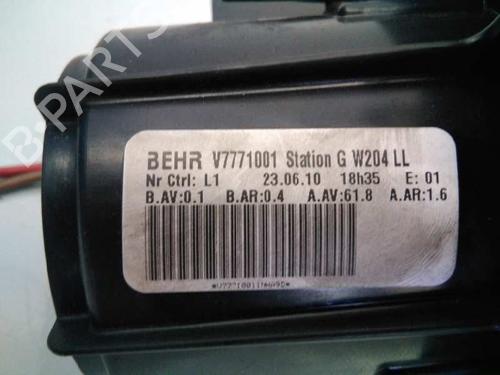 BEHR V7771001 Station G W204 LL
Nr Ctrl: L1 23.06.10 18h35 E: 01
B.AV:0.1 B.AR:0.4 A.AV:61.8 A.AR:1.6
B-PARTS